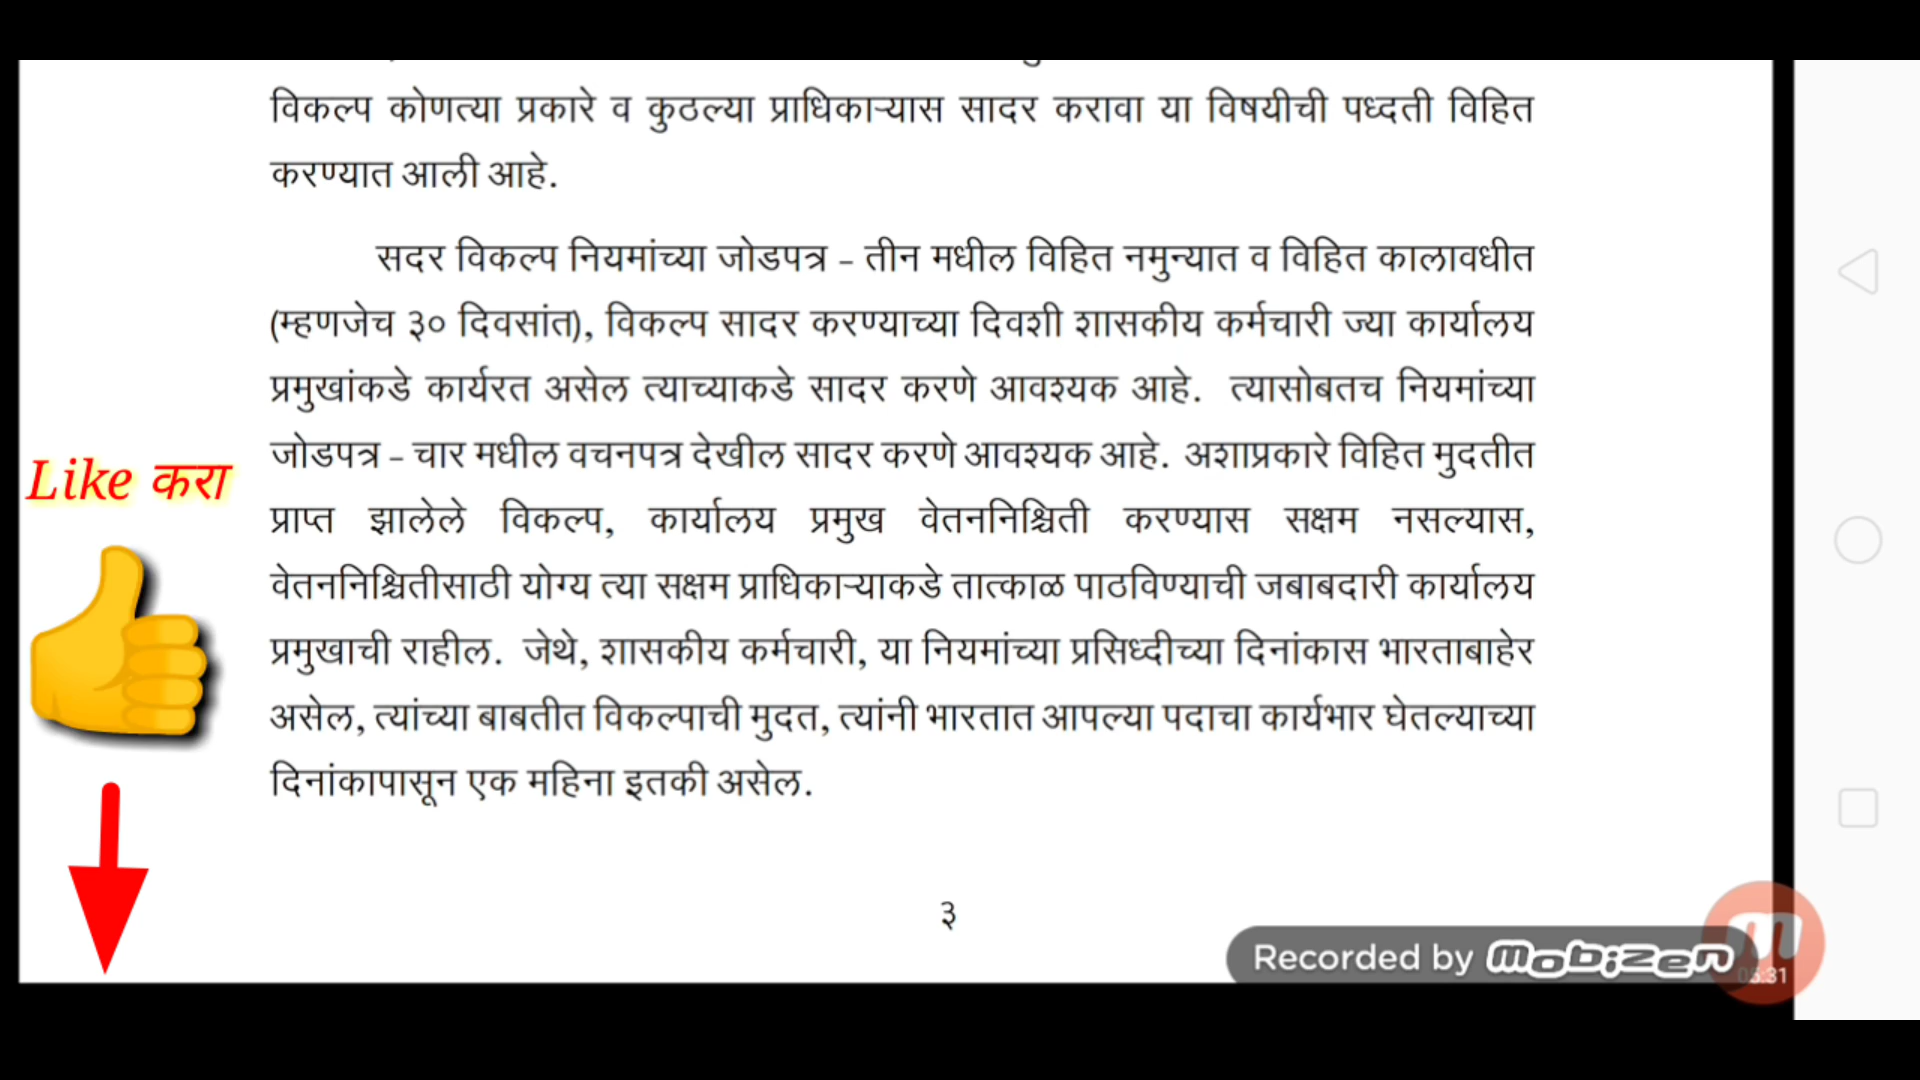 विकल्प कोणत्या प्रकारे व कुठल्या प्राधिकाऱ्यास सादर करावा या विषयीची पध्दती विहित
करण्यात आली आहे.
सदर विकल्प नियमांच्या जोडपत्र – तीन मधील विहित नमुन्यात व विहित कालावधीत
(म्हणजेच ३० दिवसांत), विकल्प सादर करण्याच्या दिवशी शासकीय कर्मचारी ज्या कार्यालय
प्रमुखांकडे कार्यरत असेल त्याच्याकडे सादर करणे आवश्यक आहे. त्यासोबतच नियमांच्या
जोडपत्र – चार मधील वचनपत्र देखील सादर करणे आवश्यक आहे. अशाप्रकारे विहित मुदतीत
प्राप्त झालेले विकल्प, कार्यालय प्रमुख वेतननिश्चिती करण्यास सक्षम नसल्यास,
वेतननिश्चितीसाठी योग्य त्या सक्षम प्राधिकाऱ्याकडे तात्काळ पाठविण्याची जबाबदारी कार्यालय
प्रमुखाची राहील. जेथे, शासकीय कर्मचारी, या नियमांच्या प्रसिध्दीच्या दिनांकास भारताबाहेर
असेल, त्यांच्या बाबतीत विकल्पाची मुदत, त्यांनी भारतात आपल्या पदाचा कार्यभार घेतल्याच्या
दिनांकापासून एक महिना इतकी असेल.
Like करा
३
Recorded by mobizen
05:31